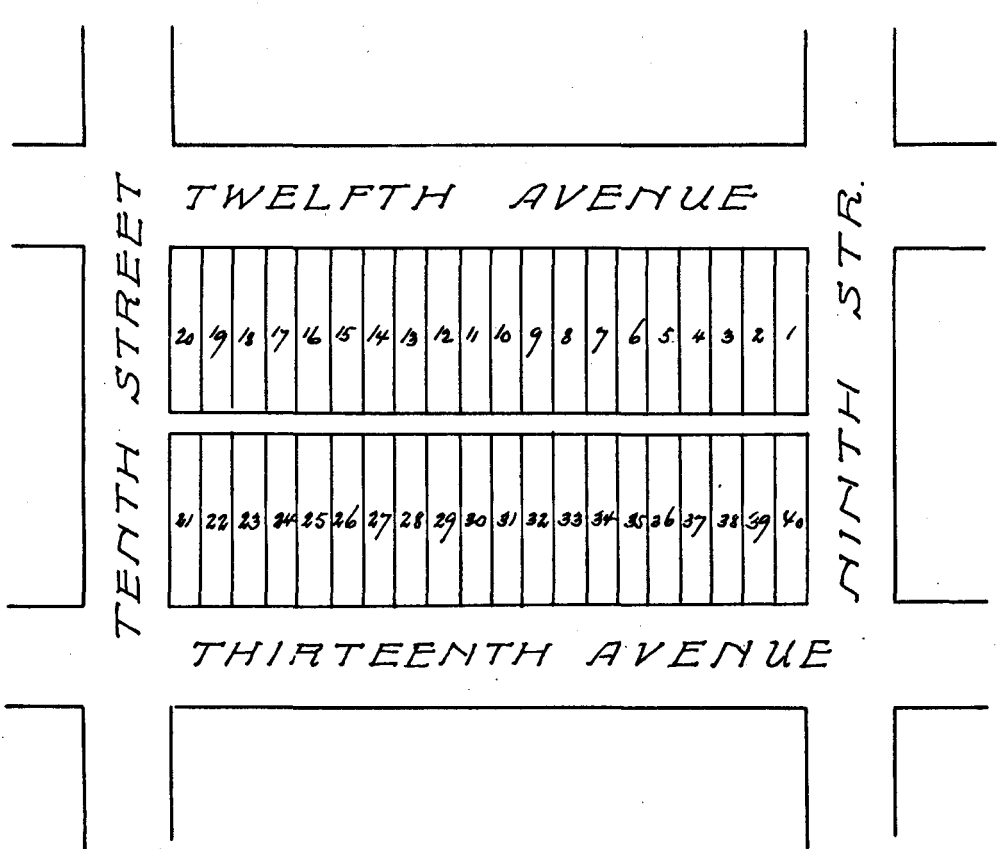 TWELFTH AVENUE
TENTH STREET
NINTH STR.
20 19 18 17 16 15 14 13 12 11 10 9 8 7 6 5 4 3 2 1
21 22 23 24 25 26 27 28 29 30 31 32 33 34 35 36 37 38 39 40
THIRTEENTH AVENUE